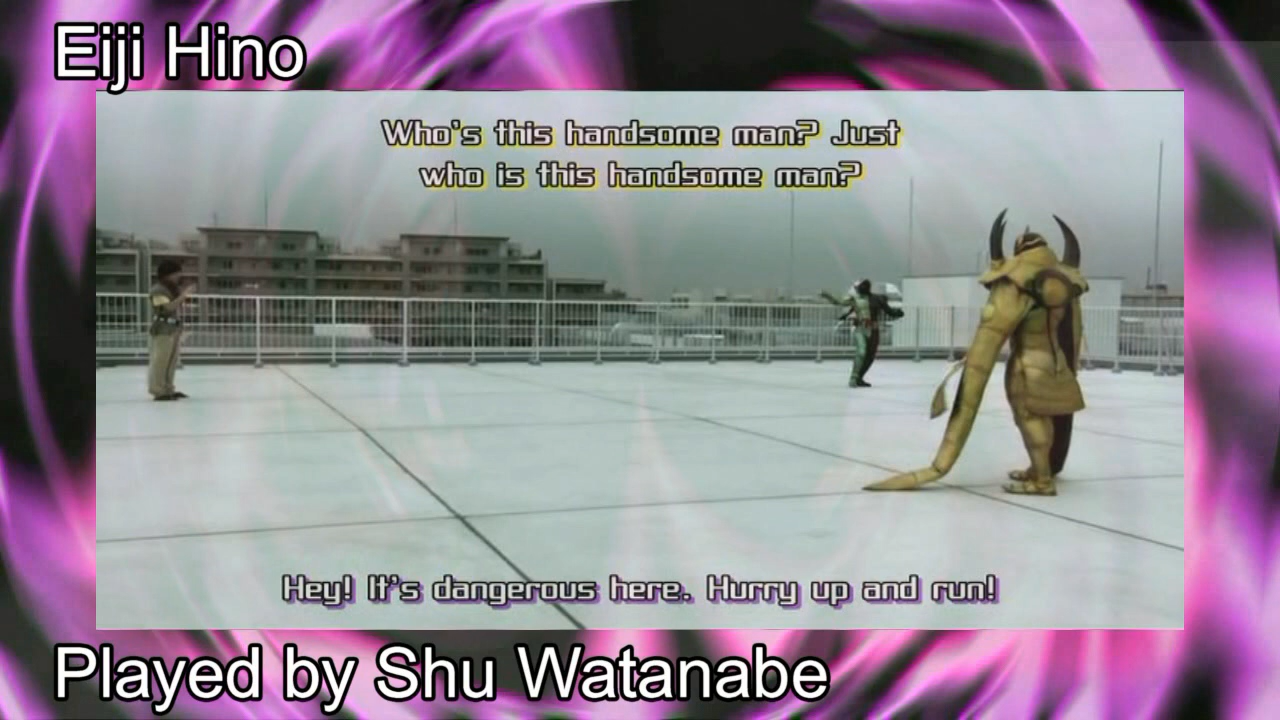 Eiji Hino
Who's this handsome man? Just
who is this handsome man?
Hey! It's dangerous here. Hurry up and run!
Played by Shu Watanabe